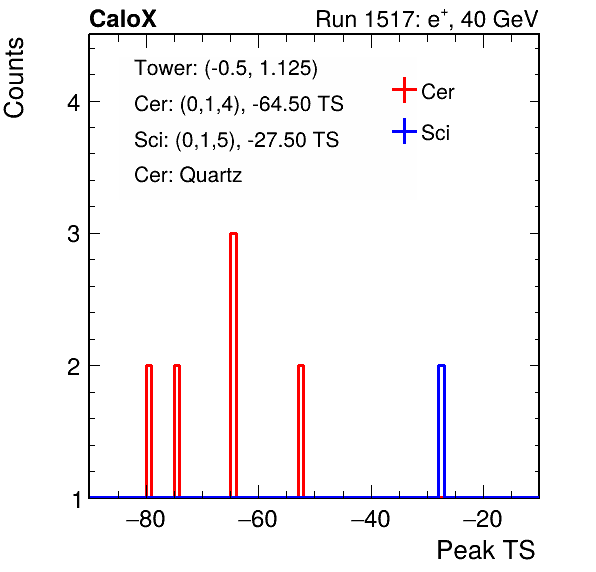 CaloX Run 1517: e⁺, 40 GeV
Counts
Tower: (-0.5, 1.125)
Cer: (0,1,4), -64.50 TS
Sci: (0,1,5), -27.50 TS
Cer: Quartz
Cer
Sci
4
3
2
1
−80 −60 −40 −20
Peak TS